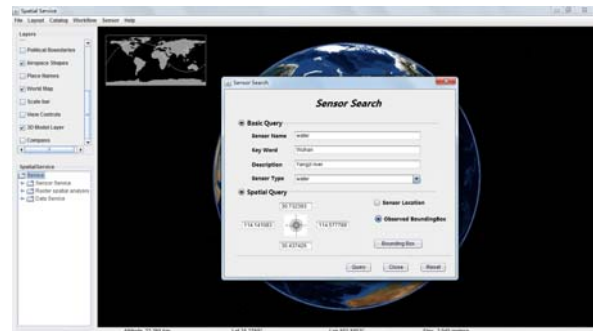 Spatial Service
File Layout Catalog Workflow Sensor Help
Layers
Political Boundaries
Airspace Shapes
Place Names
World Map
Scale bar
View Controls
3D Model Layer
Compass
SpatialService
Service
Sensor Service
Raster spatial analysis
Data Service
Sensor Search
Sensor Search
Basic Query
Sensor Name water
Key Word Wuhan
Description Yangzi river
Sensor Type water
Spatial Query
Sensor Location
Observed BoundingBox
Bounding Box
Query Close Reset